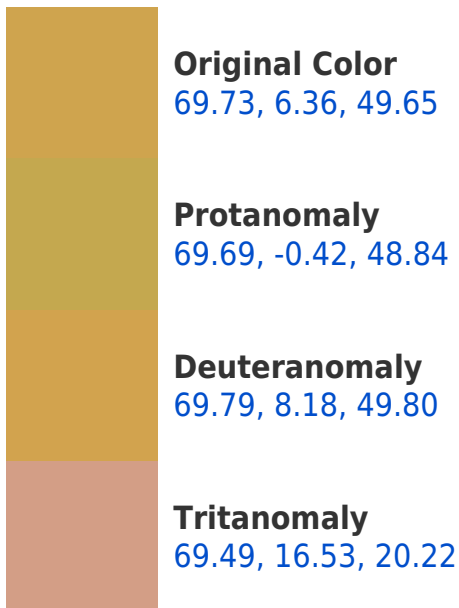 Original Color
69.73, 6.36, 49.65
Protanomaly
69.69, -0.42, 48.84
Deuteranomaly
69.79, 8.18, 49.80
Tritanomaly
69.49, 16.53, 20.22